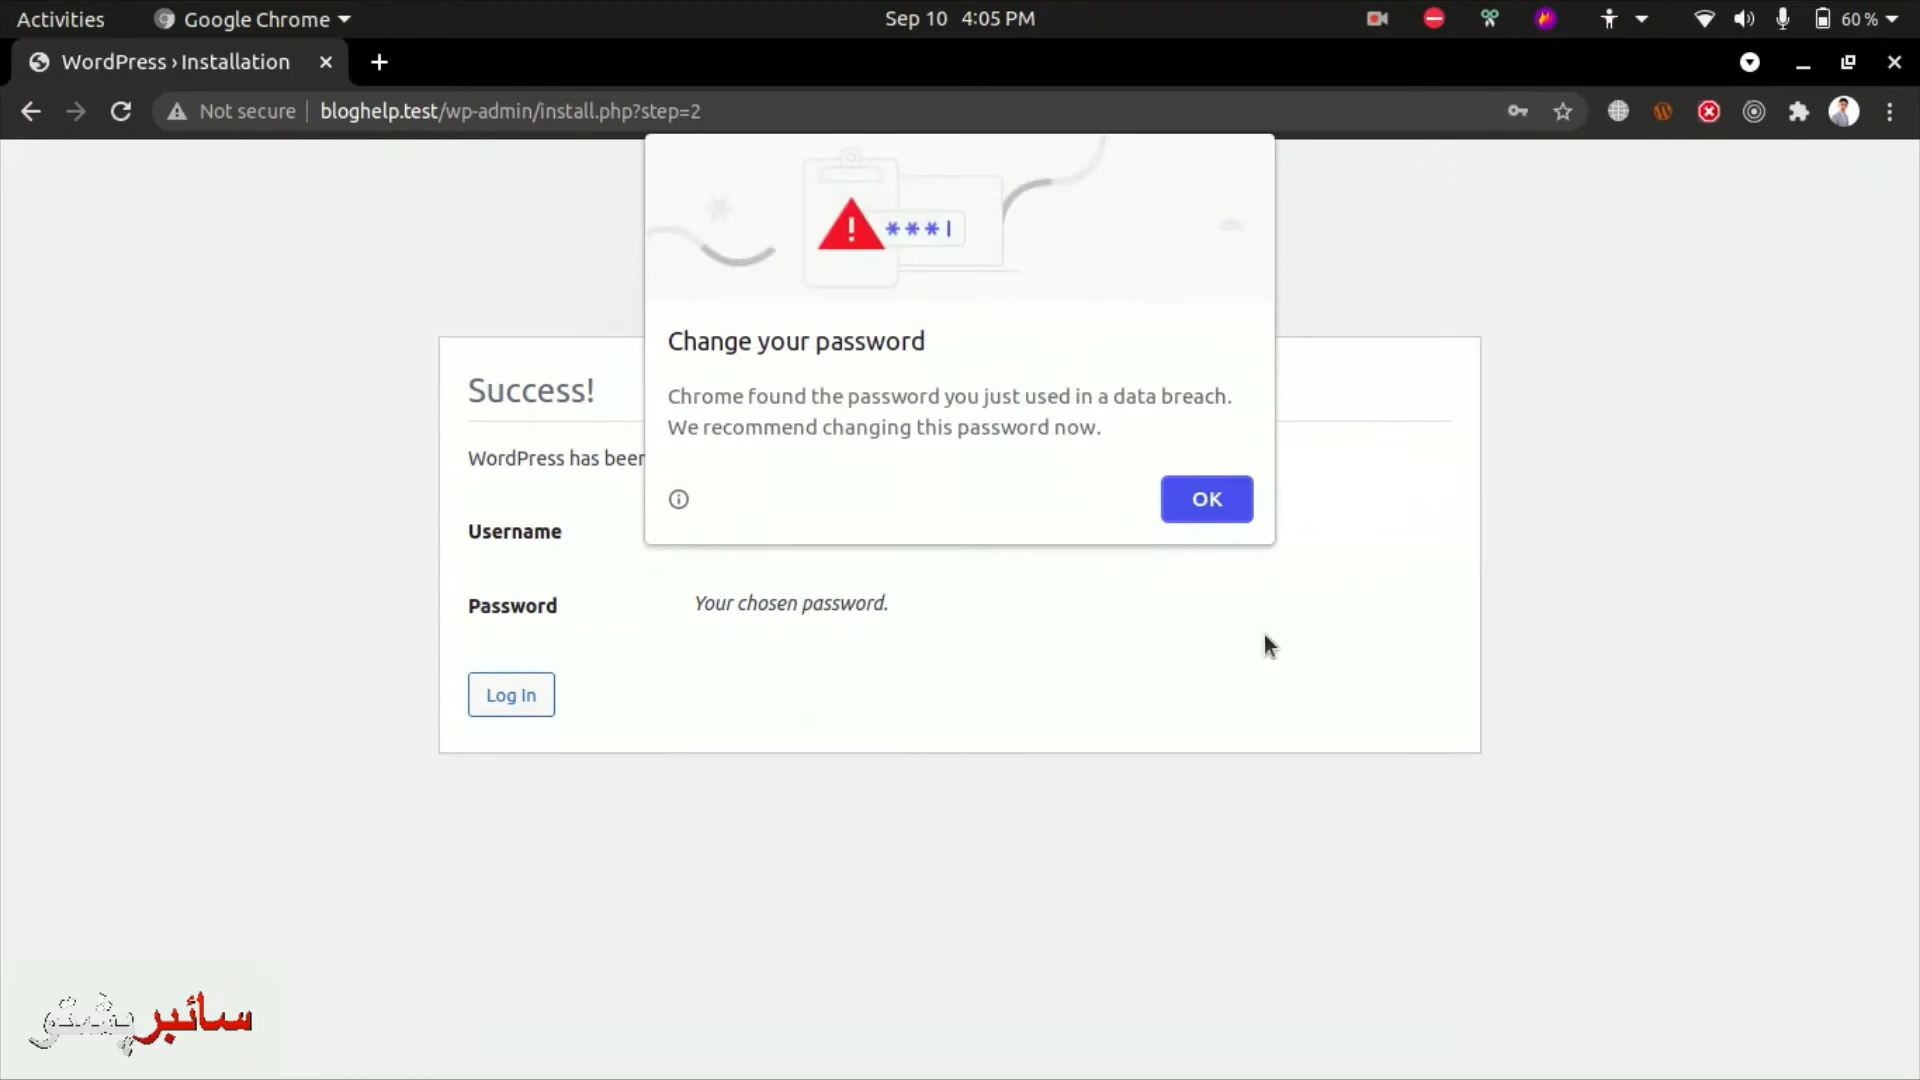 Activities
Google Chrome
Sep 10 4:05 PM
60 %
WordPress › Installation
Not secure
bloghelp.test/wp-admin/install.php?step=2
***
Change your password
Chrome found the password you just used in a data breach.
We recommend changing this password now.
OK
Success!
WordPress has been
Username
Password
Your chosen password.
Log In
سائبر پښتو